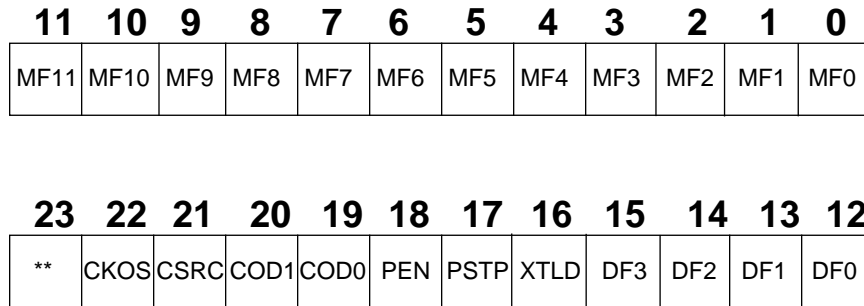 11 10 9 8 7 6 5 4 3 2 1 0
MF11 MF10 MF9 MF8 MF7 MF6 MF5 MF4 MF3 MF2 MF1 MF0
23 22 21 20 19 18 17 16 15 14 13 12
** CKOS CSRC COD1 COD0 PEN PSTP XTLD DF3 DF2 DF1 DF0